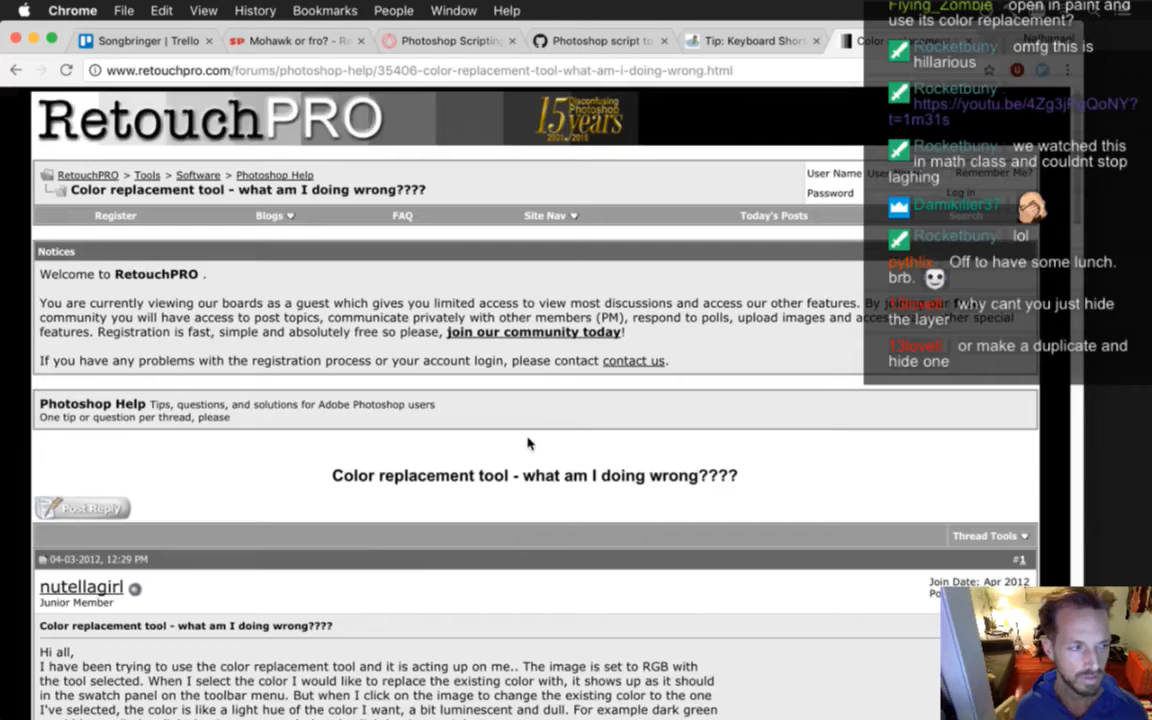 Chrome File Edit View History Bookmarks People Window Help
Songbringer | Trello
Mohawk or fro? - R
Photoshop Scripting
Photoshop script to
Tip: Keyboard Short
www.retouchpro.com/forums/photoshop-help/35406-color-replacement-tool-what-am-i-doing-wrong.html
RetouchPRO
15 years
RetouchPRO > Tools > Software > Photoshop Help
Color replacement tool - what am I doing wrong????
User Name
Remember Me?
Password
Log in
Register Blogs FAQ Site Nav Today's Posts Search
Notices
Welcome to RetouchPRO .
You are currently viewing our boards as a guest which gives you limited access to view most discussions and access our other features. By
community you will have access to post topics, communicate privately with other members (PM), respond to polls, upload images and special
features. Registration is fast, simple and absolutely free so please, join our community today!
If you have any problems with the registration process or your account login, please contact contact us.
Photoshop Help Tips, questions, and solutions for Adobe Photoshop users
One tip or question per thread, please
Color replacement tool - what am I doing wrong????
Post Reply
Thread Tools
04-03-2012, 12:29 PM
#1
nutellagirl
Junior Member
Join Date: Apr 2012
Color replacement tool - what am I doing wrong????
Hi all,
I have been trying to use the color replacement tool and it is acting up on me.. The image is set to RGB with
the tool selected. When I select the color I would like to replace the existing color with, it shows up as it should
in the swatch panel on the toolbar menu. But when I click on the image to change the existing color to the one
I've selected, the color is like a light hue of the color I want, a bit luminescent and dull. For example dark green
Flying_Zombie open in paint and
use its color replacement?
Rocketbuny omfg this is
hillarious
Rocketbuny
t=1m31s
Rocketbuny we watched this
in math class and couldnt stop
laghing
Damikiller37
Rocketbuny lol
pythlix Off to have some lunch.
brb.
13lovell why cant you just hide
the layer
13lovell or make a duplicate and
hide one